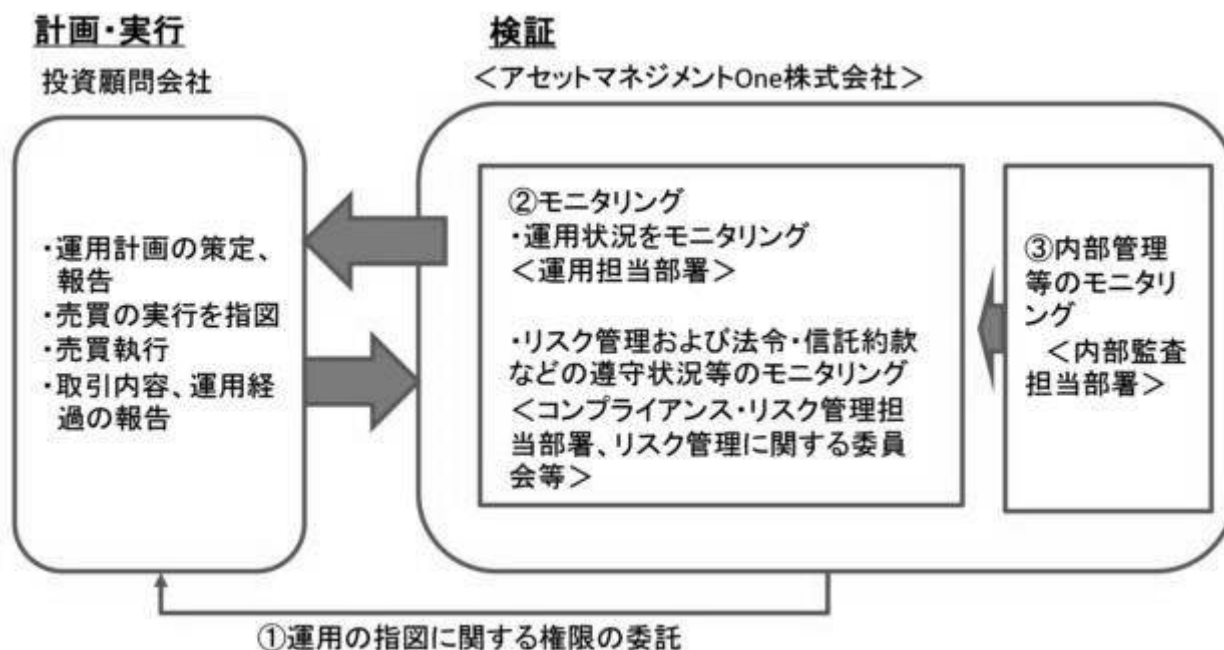 計画・実行
投資顧問会社
・運用計画の策定、
報告
・売買の実行を指図
・売買執行
・取引内容、運用経
過の報告
検証
＜アセットマネジメントOne株式会社＞
②モニタリング
・運用状況をモニタリング
＜運用担当部署＞
・リスク管理および法令・信託約款
などの遵守状況等のモニタリング
＜コンプライアンス・リスク管理担
当部署、リスク管理に関する委員
会等＞
③内部管理
等のモニタリ
ング
＜内部監査
担当部署＞
①運用の指図に関する権限の委託